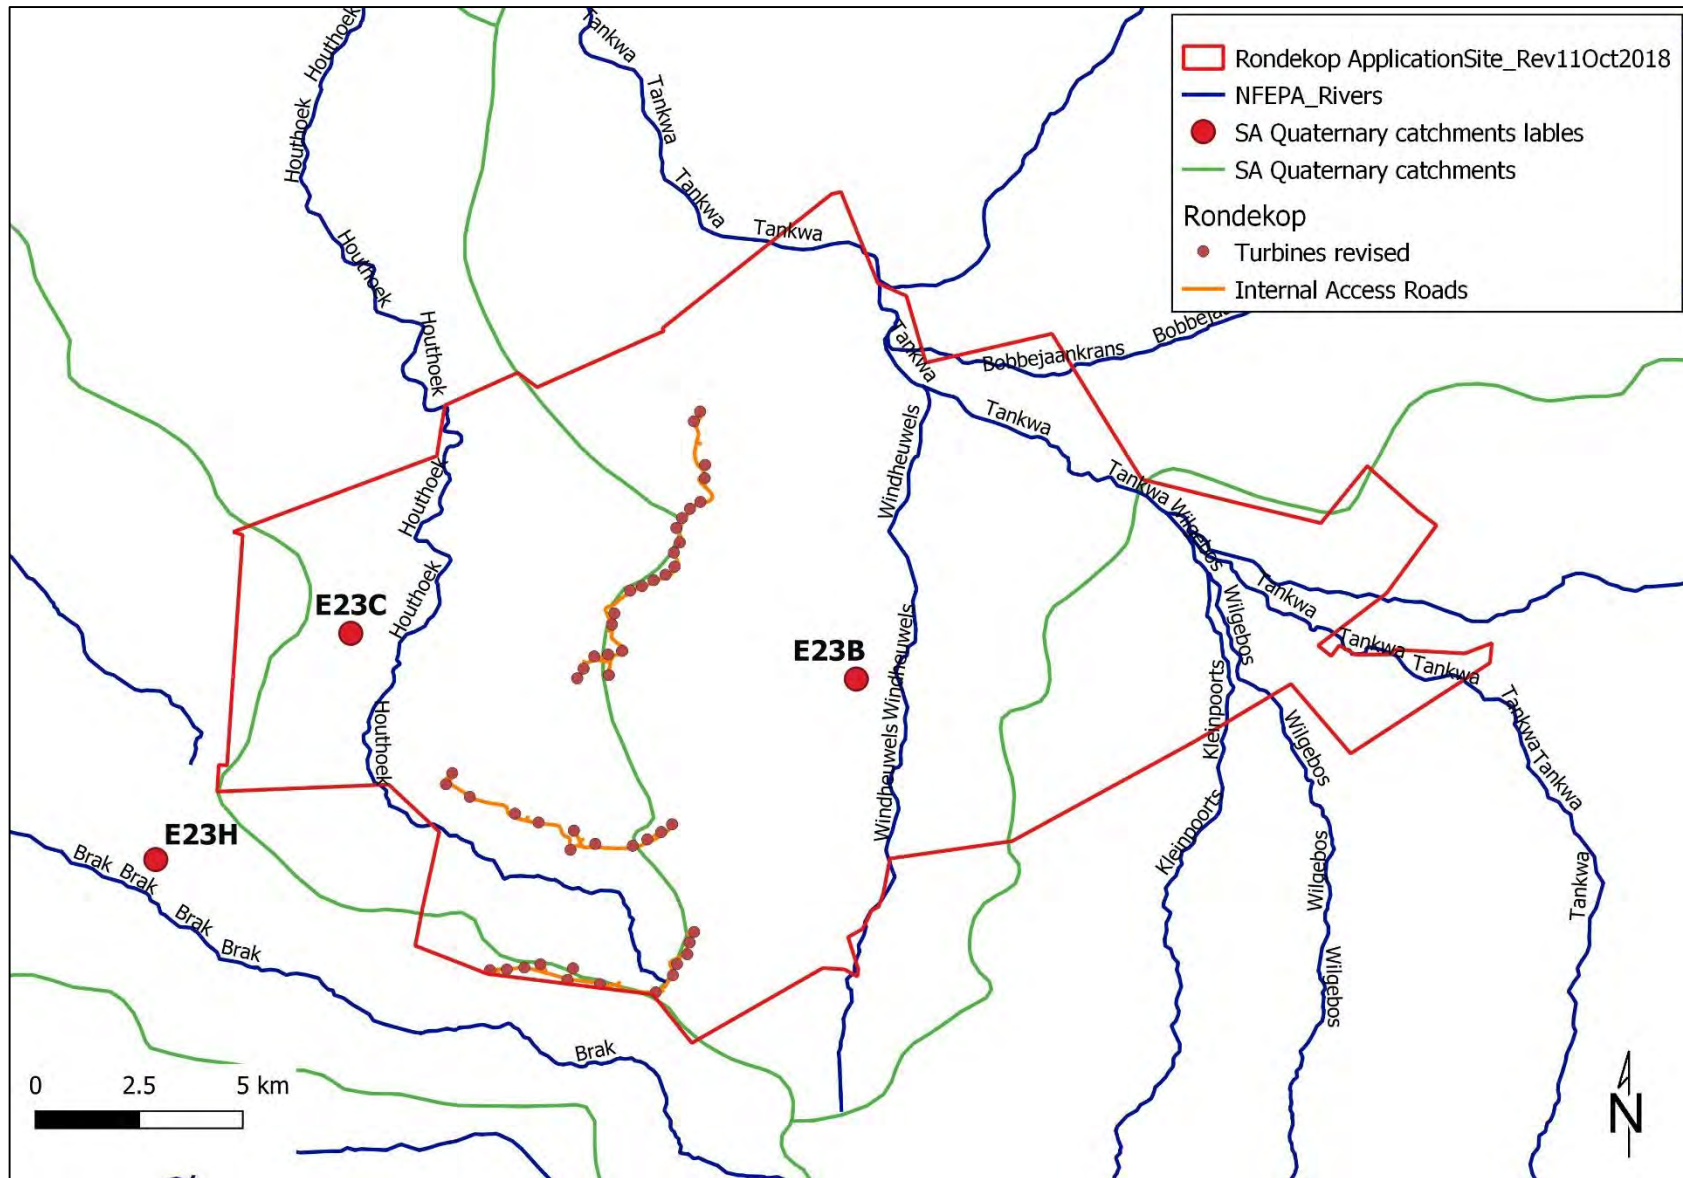 Rondekop ApplicationSite_Rev11Oct2018
NFEPA_Rivers
SA Quaternary catchments lables
SA Quaternary catchments
Rondekop
Turbines revised
Internal Access Roads
Houthoek
Houthoek
Houthoek
Houthoek
Houthoek
Houthoek
Houthoek
Houthoek
Tankwa
Tankwa
Tankwa
Tankwa
Tankwa
Bobbejaankrans
Tankwa
Tankwa
Wilgebos
Tankwa
Tankwa
Tankwa
Tankwa
Tankwa
Tankwa
Windheuwels
Windheuwels
Windheuwels
Wilgebos
Wilgebos
Wilgebos
Wilgebos
Kleinpoorts
Kleinpoorts
E23C
E23B
E23H
Brak
Brak
Brak
Brak
Brak
0 2.5 5 km
N